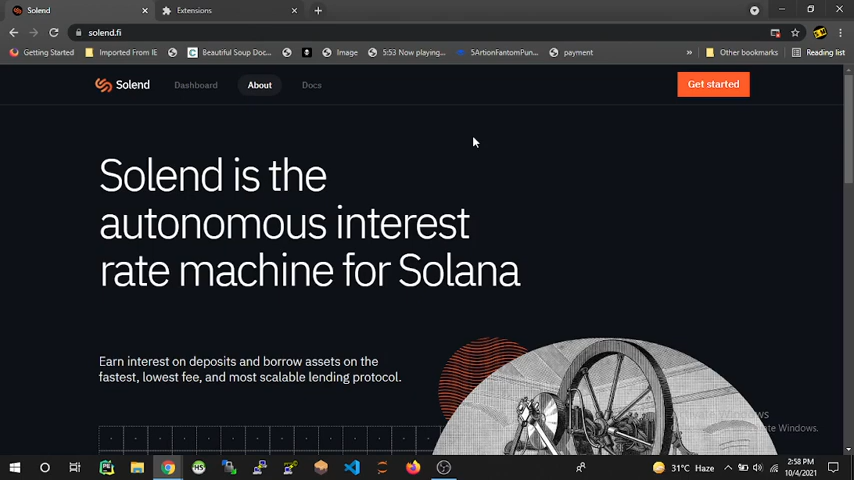 Solend
Extensions
solend.fi
Getting Started
Imported From IE
Beautiful Soup Doc...
Image
5:53 Now playing...
5ArtionFantomPun...
payment
»
Other bookmarks
Reading list
Solend
Dashboard
About
Docs
Get started
Solend is the
autonomous interest
rate machine for Solana
Earn interest on deposits and borrow assets on the
fastest, lowest fee, and most scalable lending protocol.
31°C Haze
2:58 PM
10/4/2021